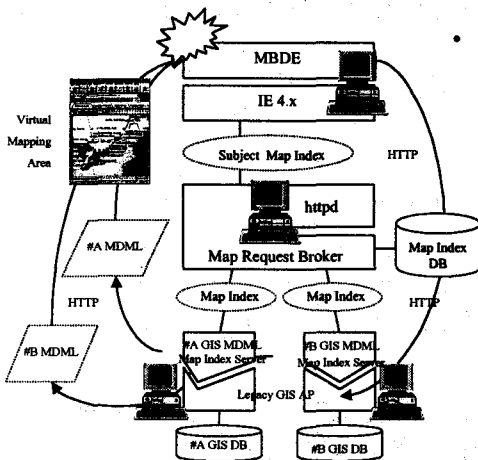 MBDE
IE 4.x
Virtual
Mapping
Area
Subject Map Index
HTTP
httpd
Map Request Broker
Map Index
DB
#A MDML
HTTP
Map Index
Map Index
HTTP
#B MDML
#A GIS MDML
Map Index Server
#B GIS MDML
Map Index Server
Legacy GIS AP
#A GIS DB
#B GIS DB